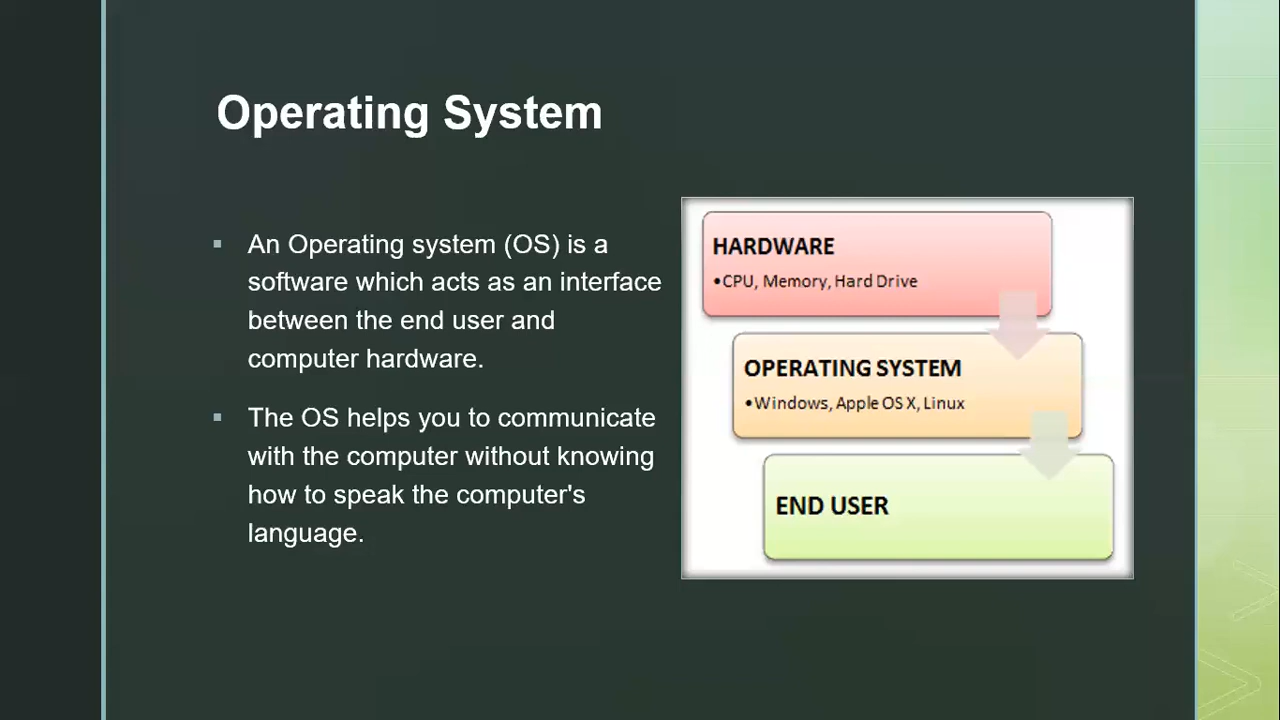 Operating System
▪ An Operating system (OS) is a
software which acts as an interface
between the end user and
computer hardware.
▪ The OS helps you to communicate
with the computer without knowing
how to speak the computer's
language.
HARDWARE
•CPU, Memory, Hard Drive
OPERATING SYSTEM
•Windows, Apple OS X, Linux
END USER